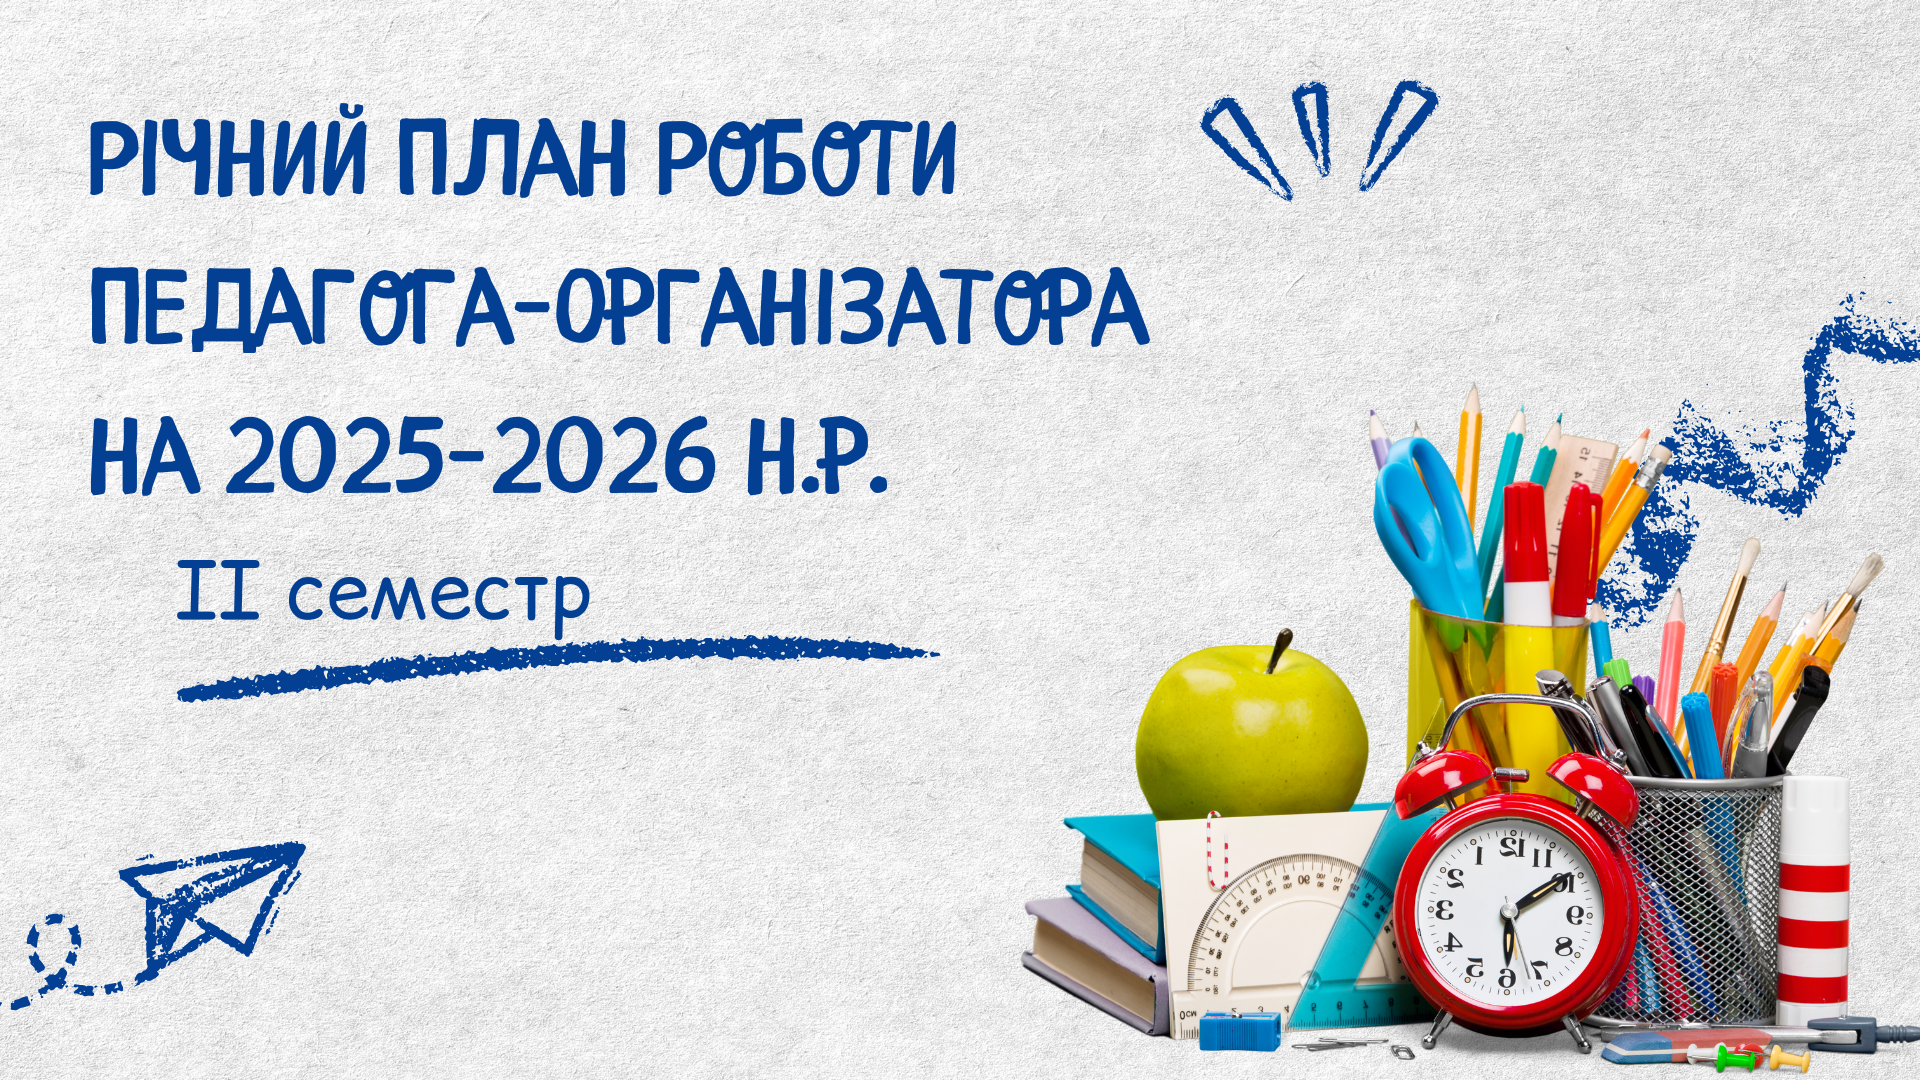 РІЧНИЙ ПЛАН РОБОТИ
ПЕДАГОГА-ОРГАНІЗАТОРА
НА 2025-2026 Н.Р.
ІІ семестр